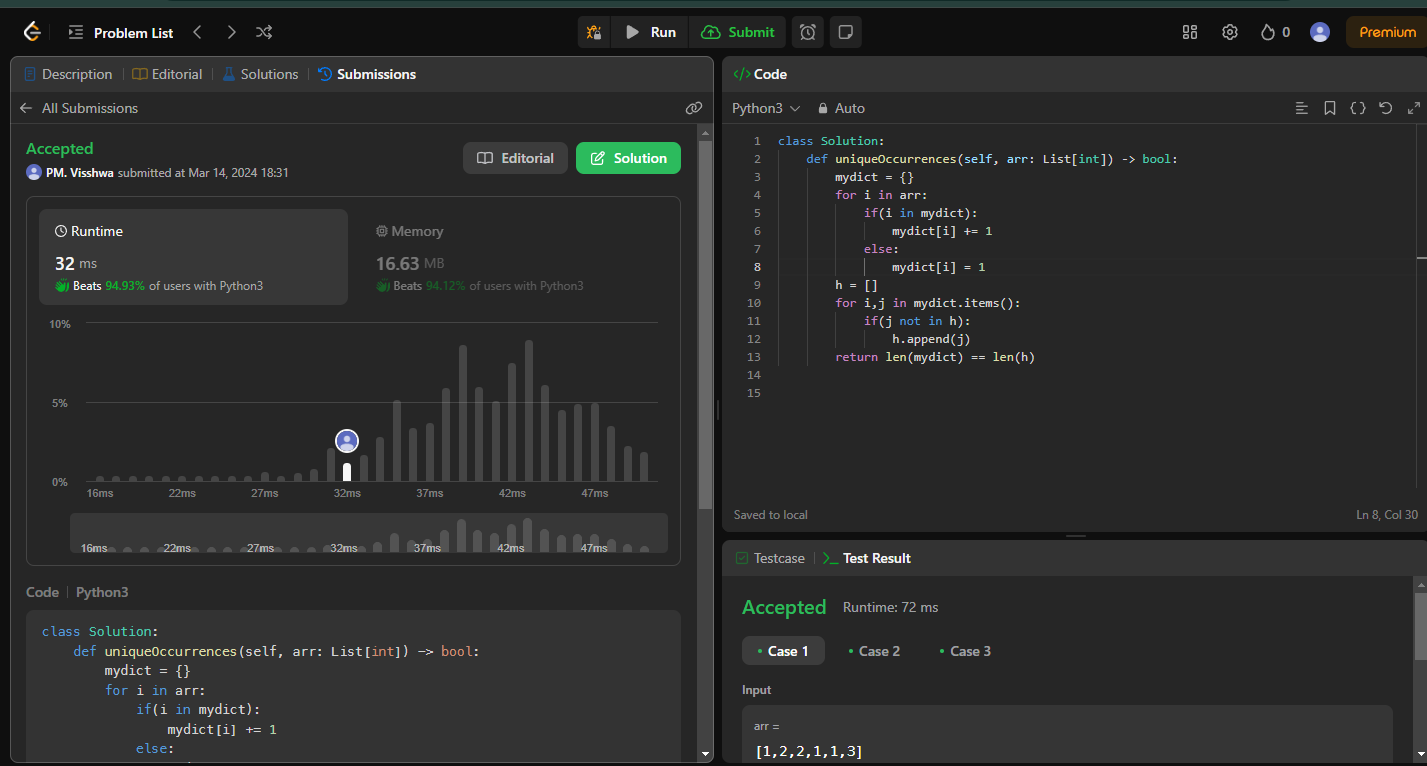 Problem List
Run
Submit
0
Premium
Description
Editorial
Solutions
Submissions
All Submissions
Accepted
PM. Visshwa submitted at Mar 14, 2024 18:31
Editorial
Solution
Runtime
32 ms
Beats 94.93% of users with Python3
Memory
16.63 MB
Beats 94.12% of users with Python3
10%
5%
0%
16ms 22ms 27ms 32ms 37ms 42ms 47ms
16ms 22ms 27ms 32ms 37ms 42ms 47ms
Code | Python3
class Solution:
    def uniqueOccurrences(self, arr: List[int]) -> bool:
        mydict = {}
        for i in arr:
            if(i in mydict):
                mydict[i] += 1
            else:
</> Code
Python3
Auto
1 class Solution:
2     def uniqueOccurrences(self, arr: List[int]) -> bool:
3         mydict = {}
4         for i in arr:
5             if(i in mydict):
6                 mydict[i] += 1
7             else:
8                 mydict[i] = 1
9         h = []
10         for i,j in mydict.items():
11             if(j not in h):
12                 h.append(j)
13         return len(mydict) == len(h)
14
15
Saved to local
Ln 8, Col 30
Testcase
>_ Test Result
Accepted Runtime: 72 ms
• Case 1 • Case 2 • Case 3
Input
arr =
[1,2,2,1,1,3]